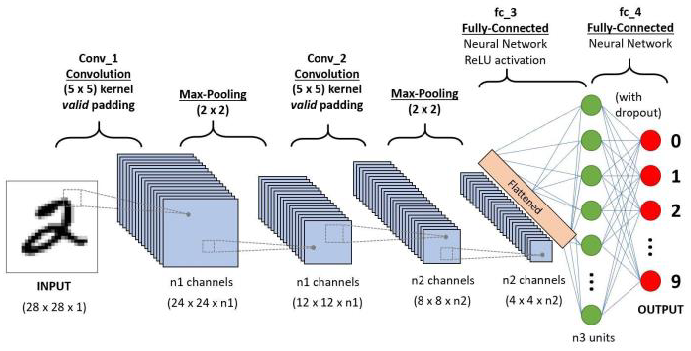 fc_3
Fully-Connected
Neural Network
ReLU activation
fc_4
Fully-Connected
Neural Network
Conv_1
Convolution
(5 x 5) kernel
valid padding
Max-Pooling
(2 x 2)
Conv_2
Convolution
(5 x 5) kernel
valid padding
Max-Pooling
(2 x 2)
(with
dropout)
Flattened
0
1
2
9
2
INPUT
(28 x 28 x 1)
n1 channels
(24 x 24 x n1)
n1 channels
(12 x 12 x n1)
n2 channels
(8 x 8 x n2)
n2 channels
(4 x 4 x n2)
OUTPUT
n3 units